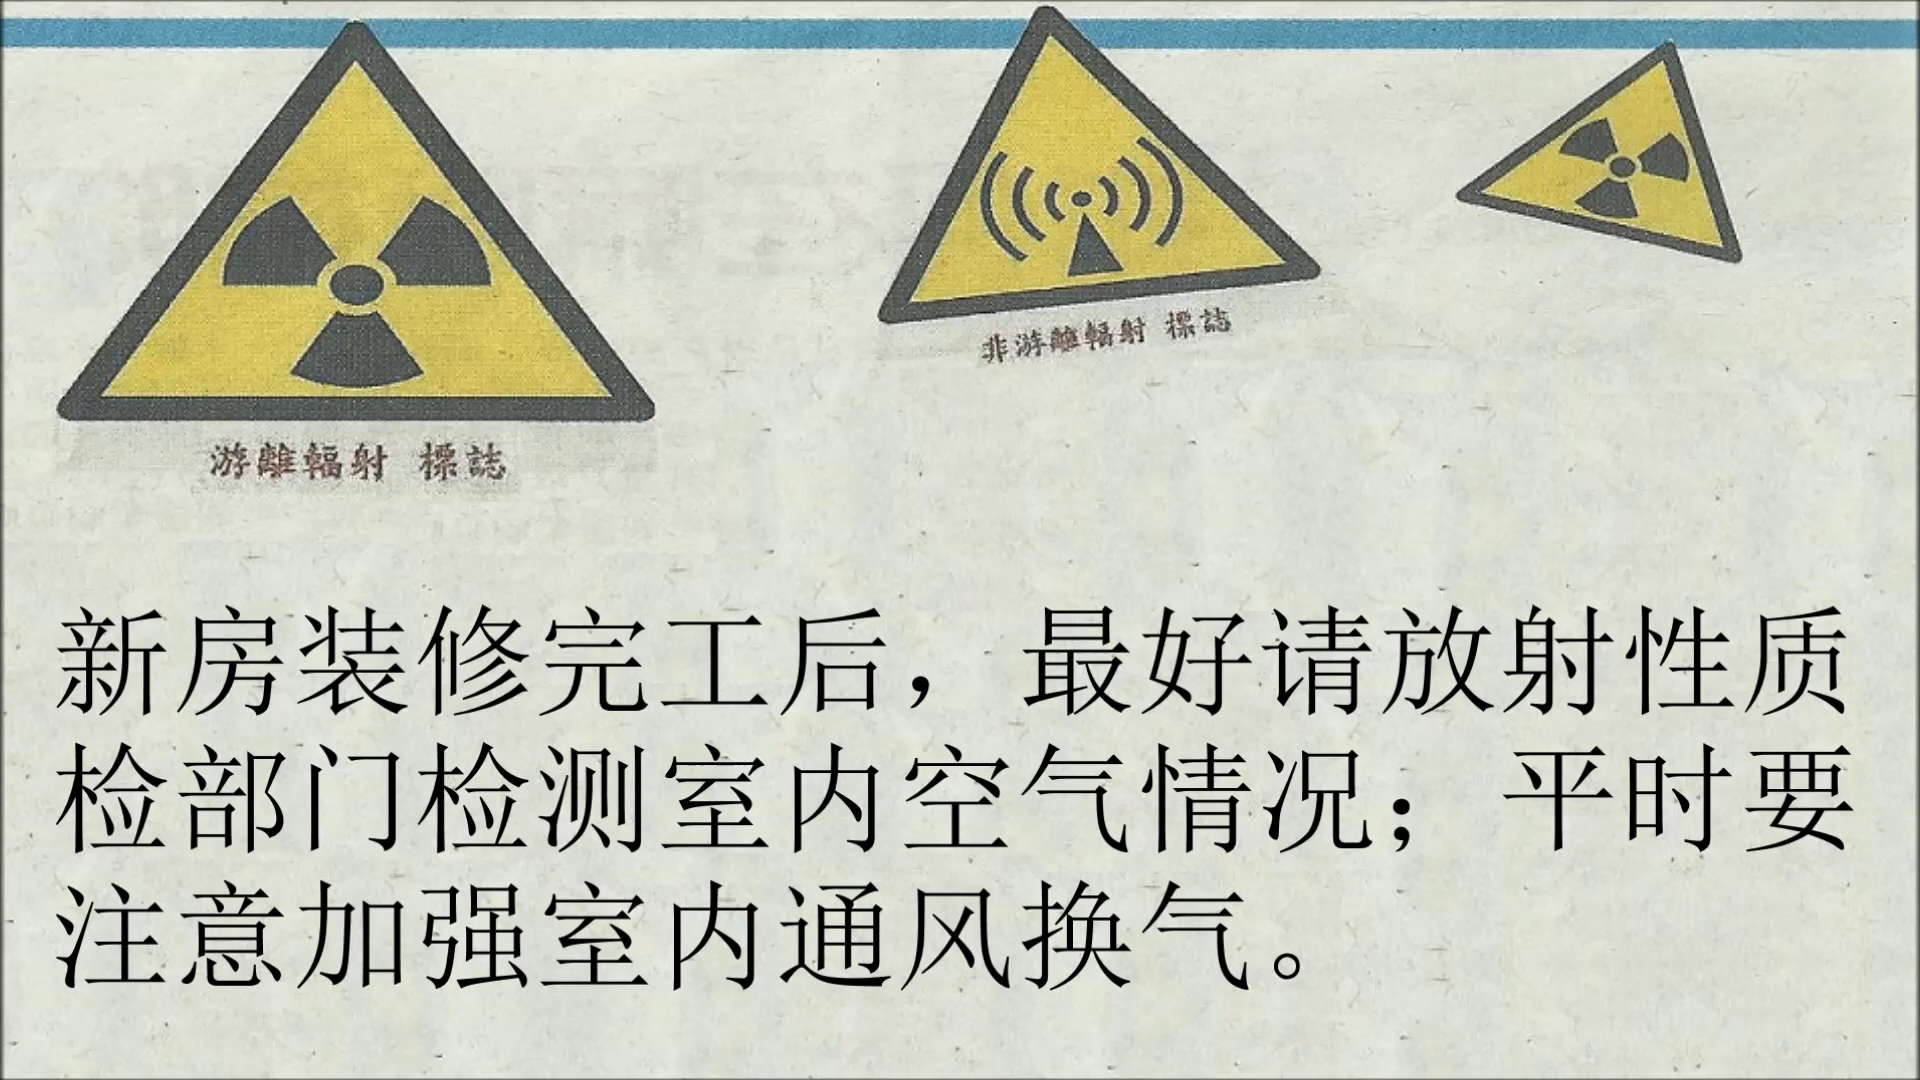 游離輻射 標誌
非游離輻射 標誌
新房装修完工后，最好请放射性质
检部门检测室内空气情况；平时要
注意加强室内通风换气。